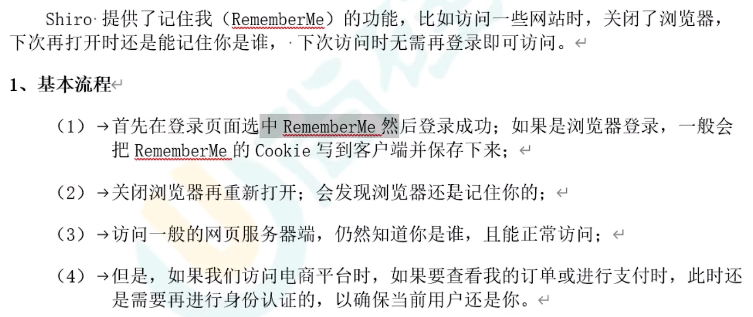 Shiro 提供了记住我（RememberMe）的功能，比如访问一些网站时，关闭了浏览器，
下次再打开时还是能记住你是谁， 下次访问时无需再登录即可访问。
1、基本流程
（1）首先在登录页面选中 RememberMe 然后登录成功；如果是浏览器登录，一般会
把 RememberMe 的 Cookie 写到客户端并保存下来；
（2）关闭浏览器再重新打开；会发现浏览器还是记住你的；
（3）访问一般的网页服务器端，仍然知道你是谁，且能正常访问；
（4）但是，如果我们访问电商平台时，如果要查看我的订单或进行支付时，此时还
是需要再进行身份认证的，以确保当前用户还是你。